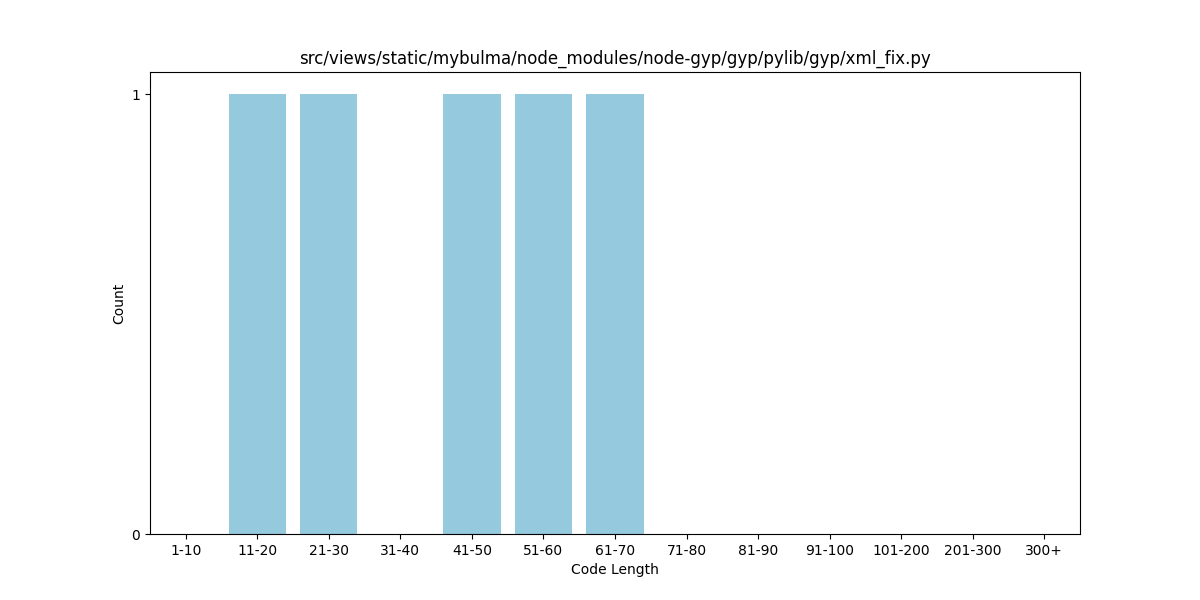 src/views/static/mybulma/node_modules/node-gyp/gyp/pylib/gyp/xml_fix.py
1
Count
0
1-10 11-20 21-30 31-40 41-50 51-60 61-70 71-80 81-90 91-100 101-200 201-300 300+
Code Length